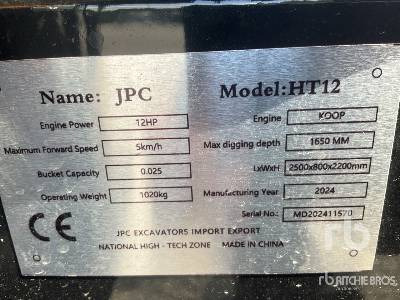 Name: JPC Model:HT12
Engine Power 12HP Engine KOOP
Maximum Forward Speed 5km/h Max digging depth 1650 MM
Bucket Capacity 0.025 LxWxH 2500x800x2200mm
Operating Weight 1020kg Manufacturing Year 2024
Serial No.: MD202411570
CE JPC EXCAVATORS IMPORT EXPORT
NATIONAL HIGH - TECH ZONE MADE IN CHINA
rb
RITCHIE BROS.